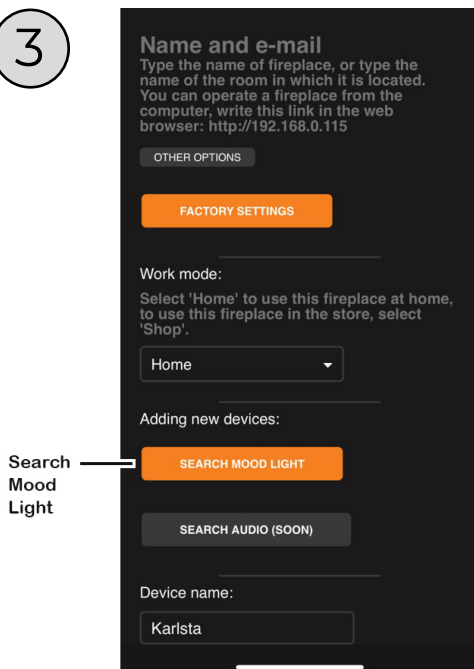 3
Name and e-mail
Type the name of fireplace, or type the
name of the room in which it is located.
You can operate a fireplace from the
computer, write this link in the web
browser: http://192.168.0.115
OTHER OPTIONS
FACTORY SETTINGS
Work mode:
Select 'Home' to use this fireplace at home,
to use this fireplace in the store, select
'Shop'.
Home
Adding new devices:
Search
Mood
Light
SEARCH MOOD LIGHT
SEARCH AUDIO (SOON)
Device name:
Karlsta